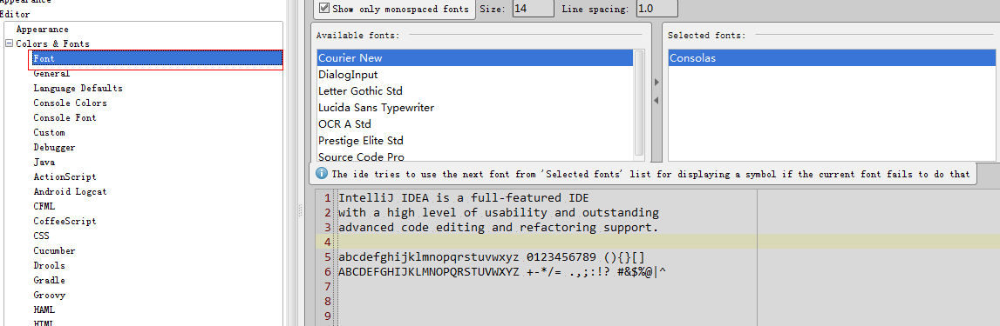 Appearance
Editor
Appearance
Colors & Fonts
Font
General
Language Defaults
Console Colors
Console Font
Custom
Debugger
Java
ActionScript
Android Logcat
CFML
CoffeeScript
CSS
Cucumber
Drools
Gradle
Groovy
HAML
HTML
Show only monospaced fonts Size: 14 Line spacing: 1.0
Available fonts:
Courier New
DialogInput
Letter Gothic Std
Lucida Sans Typewriter
OCR A Std
Prestige Elite Std
Source Code Pro
Selected fonts:
Consolas
The ide tries to use the next font from 'Selected fonts' list for displaying a symbol if the current font fails to do that
1 IntelliJ IDEA is a full-featured IDE
2 with a high level of usability and outstanding
3 advanced code editing and refactoring support.
4
5 abcdefghijklmnopqrstuvwxyz 0123456789 (){}[]
6 ABCDEFGHIJKLMNOPQRSTUVWXYZ +-*/= .,;:!? #&$%@|^
7
8
9